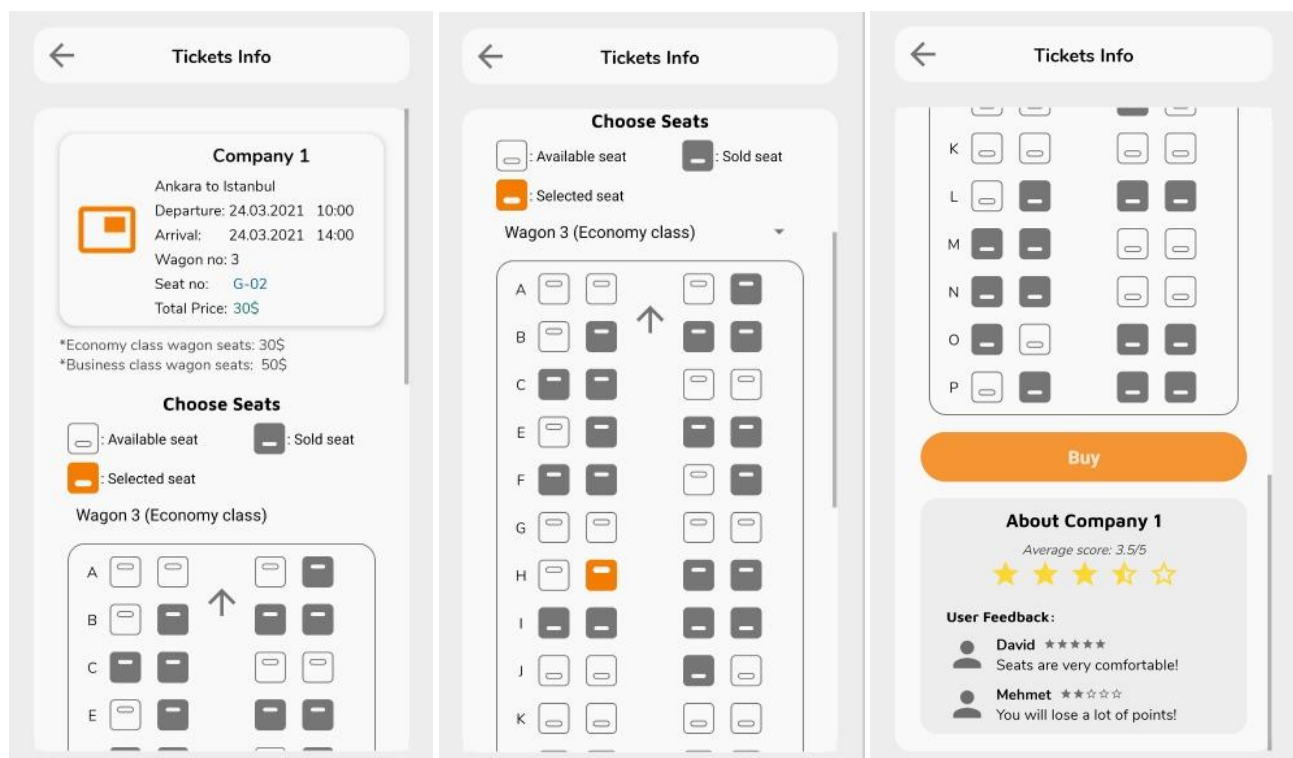 Tickets Info
Company 1
Ankara to Istanbul
Departure: 24.03.2021 10:00
Arrival: 24.03.2021 14:00
Wagon no: 3
Seat no: G-02
Total Price: 30$
*Economy class wagon seats: 30$
*Business class wagon seats: 50$
Choose Seats
: Available seat : Sold seat
: Selected seat
Wagon 3 (Economy class)
A
B
C
E
Tickets Info
Choose Seats
: Available seat : Sold seat
: Selected seat
Wagon 3 (Economy class)
A
B
C
E
F
G
H
I
J
K
Tickets Info
K
L
M
N
O
P
Buy
About Company 1
Average score: 3.5/5
User Feedback:
David
Seats are very comfortable!
Mehmet
You will lose a lot of points!